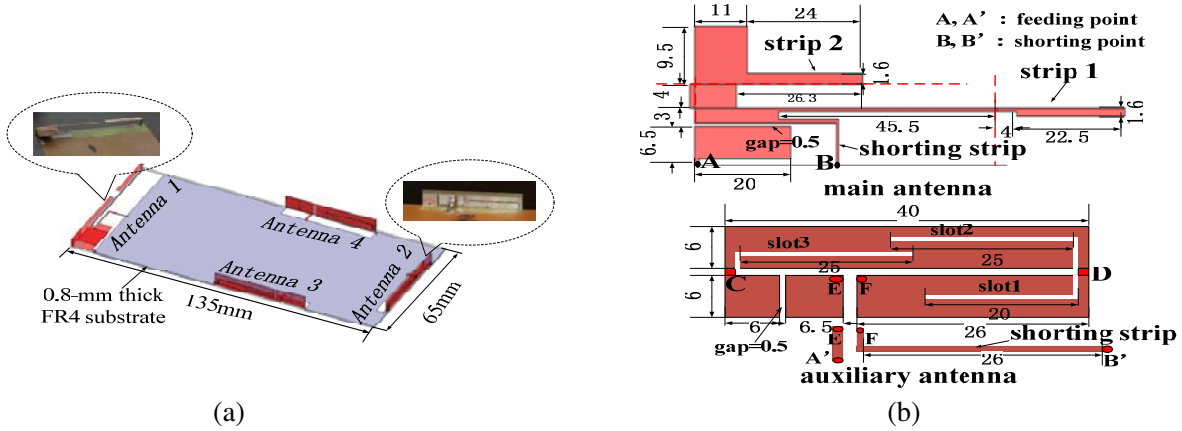 Antenna 1
Antenna 4
Antenna 3
Antenna 2
0.8-mm thick
FR4 substrate
135mm
65mm
(a)
11
24
A, A' : feeding point
B, B' : shorting point
9.5
strip 2
1.6
strip 1
4
26.3
3
45.5
1.6
6.5
gap=0.5
4
22.5
shorting strip
A
B
20
main antenna
40
6
slot3
slot2
25
25
C
E
F
D
6
slot1
20
6
6.5
26
gap=0.5
E
F
shorting strip
A'
26
B'
auxiliary antenna
(b)